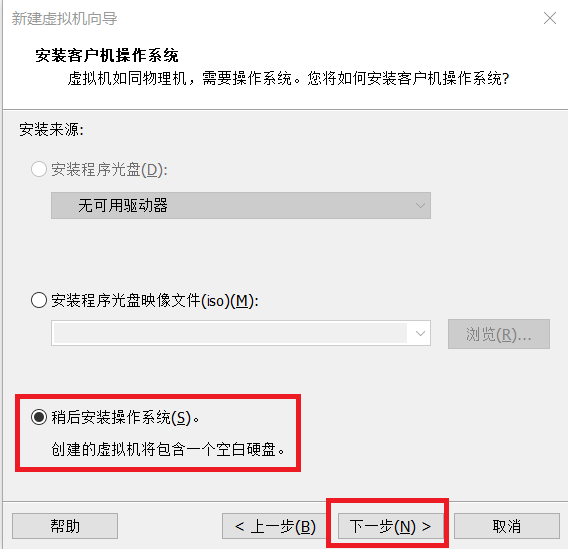 新建虚拟机向导
安装客户机操作系统
虚拟机如同物理机，需要操作系统。您将如何安装客户机操作系统?
安装来源:
安装程序光盘(D):
无可用驱动器
安装程序光盘映像文件(iso)(M):
浏览(R)...
稍后安装操作系统(S)。
创建的虚拟机将包含一个空白硬盘。
帮助
< 上一步(B)
下一步(N) >
取消